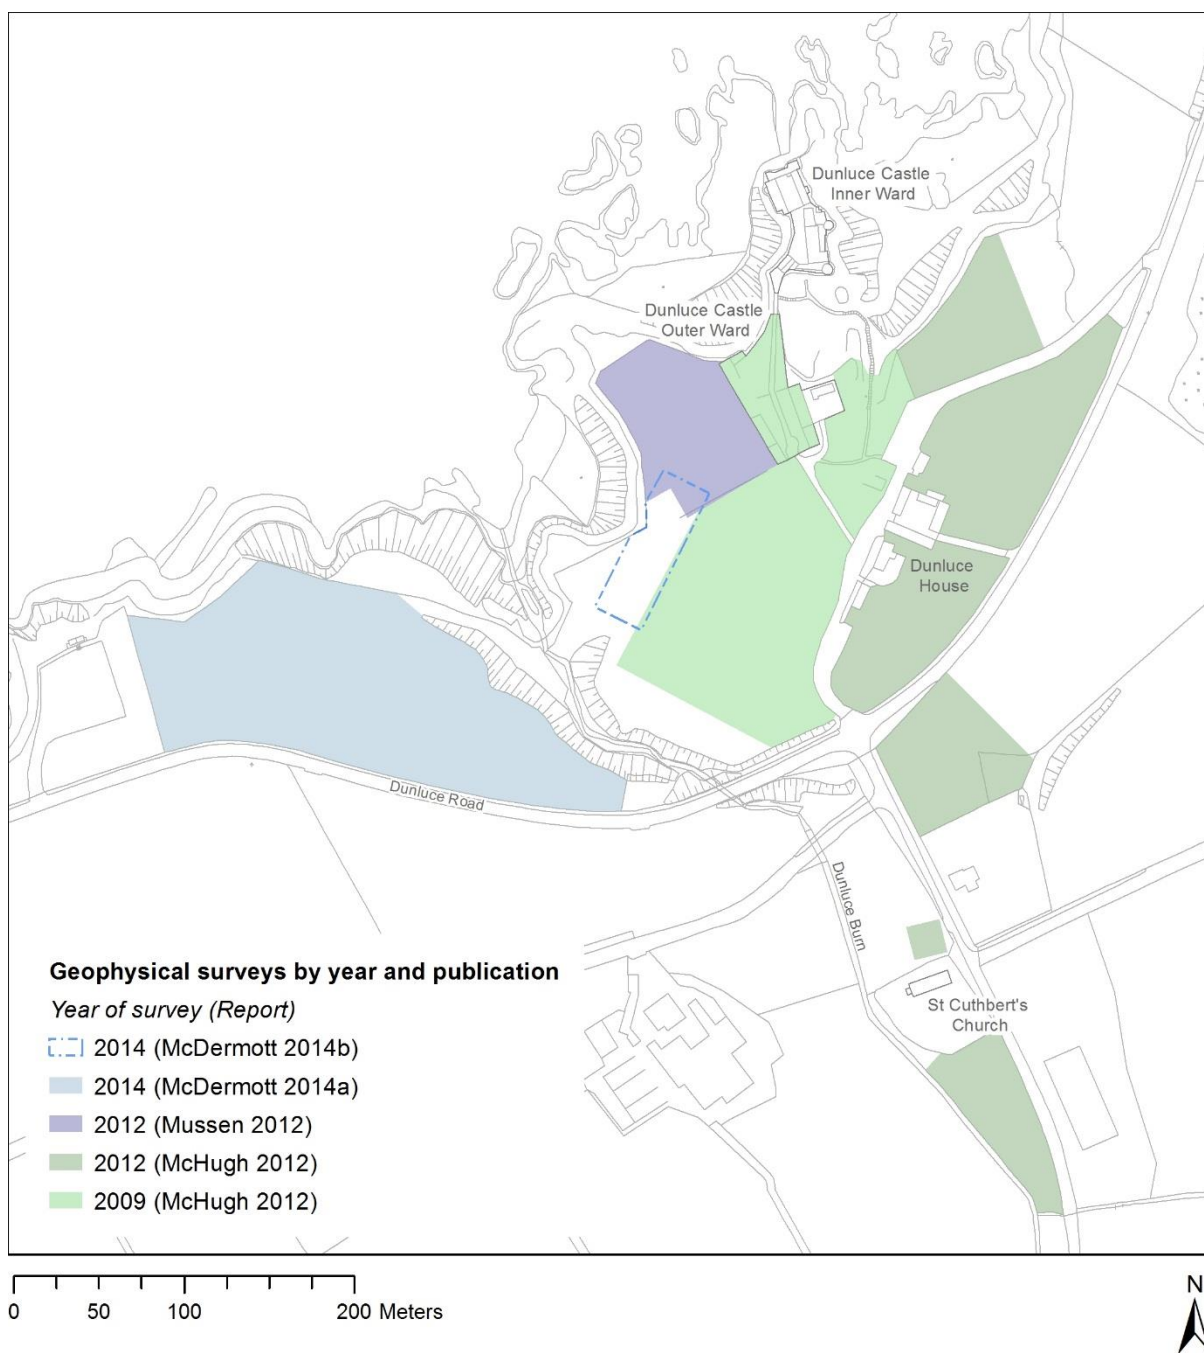 Dunluce Castle
Inner Ward
Dunluce Castle
Outer Ward
Dunluce
House
Dunluce Road
Dunluce Burn
St Cuthbert's
Church
Geophysical surveys by year and publication
Year of survey (Report)
2014 (McDermott 2014b)
2014 (McDermott 2014a)
2012 (Mussen 2012)
2012 (McHugh 2012)
2009 (McHugh 2012)
0 50 100 200 Meters
N